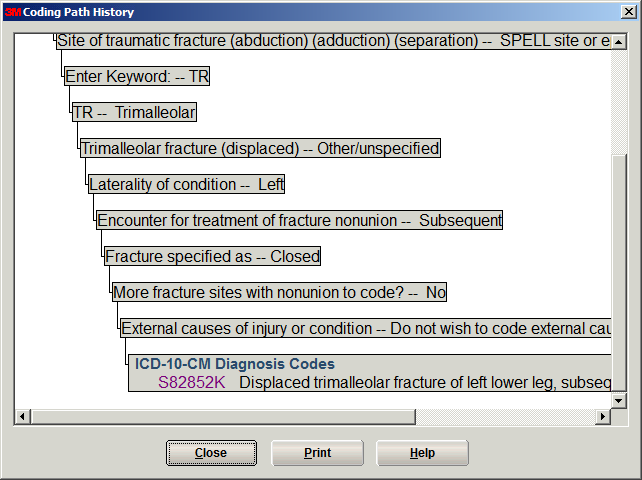 3M Coding Path History
Site of traumatic fracture (abduction) (adduction) (separation) -- SPELL site or e
Enter Keyword: -- TR
TR -- Trimalleolar
Trimalleolar fracture (displaced) -- Other/unspecified
Laterality of condition -- Left
Encounter for treatment of fracture nonunion -- Subsequent
Fracture specified as -- Closed
More fracture sites with nonunion to code? -- No
External causes of injury or condition -- Do not wish to code external cau
ICD-10-CM Diagnosis Codes
S82852K Displaced trimalleolar fracture of left lower leg, subseq
Close Print Help